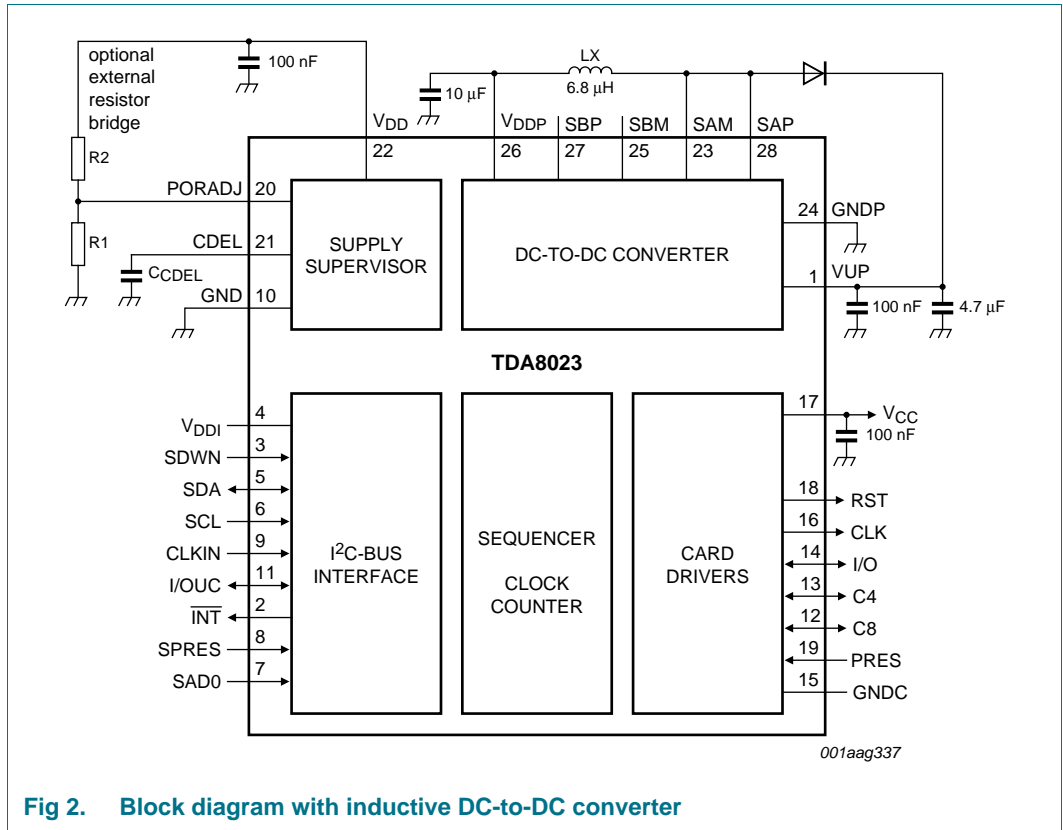 optional
external
resistor
bridge
100 nF
10 μF
LX
6.8 μH
VDD
VDDP
SBP
SBM
SAM
SAP
22
26
27
25
23
28
R2
PORADJ
20
R1
CDEL
21
CCDEL
GND
10
SUPPLY
SUPERVISOR
DC-TO-DC CONVERTER
24
GNDP
1
VUP
100 nF
4.7 μF
TDA8023
VDDI
4
SDWN
3
SDA
5
SCL
6
CLKIN
9
I/OUC
11
INT
2
SPRES
8
SAD0
7
I2C-BUS
INTERFACE
SEQUENCER
CLOCK
COUNTER
CARD
DRIVERS
17
VCC
100 nF
18
RST
16
CLK
14
I/O
13
C4
12
C8
19
PRES
15
GNDC
001aag337
Fig 2. Block diagram with inductive DC-to-DC converter